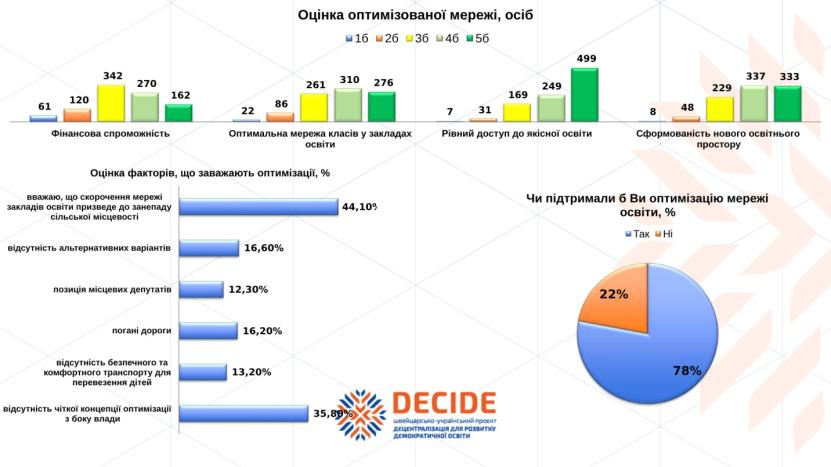 Оцінка оптимізованої мережі, осіб
1б 2б 3б 4б 5б
61 120 342 270 162
22 86 261 310 276
7 31 169 249 499
8 48 229 337 333
Фінансова спроможність
Оптимальна мережа класів у закладах
освіти
Рівний доступ до якісної освіти
Сформованість нового освітнього
простору
Оцінка факторів, що заважають оптимізації, %
вважаю, що скорочення мережі
закладів освіти призведе до занепаду
сільської місцевості
44,10%
відсутність альтернативних варіантів
16,60%
позиція місцевих депутатів
12,30%
погані дороги
16,20%
відсутність безпечного та
комфортного транспорту для
перевезення дітей
13,20%
відсутність чіткої концепції оптимізації
з боку влади
35,80%
Чи підтримали б Ви оптимізацію мережі
освіти, %
Так Ні
22%
78%
DECIDE
швейцарсько-український проєкт
ДЕЦЕНТРАЛІЗАЦІЯ ДЛЯ РОЗВИТКУ
ДЕМОКРАТИЧНОЇ ОСВІТИ